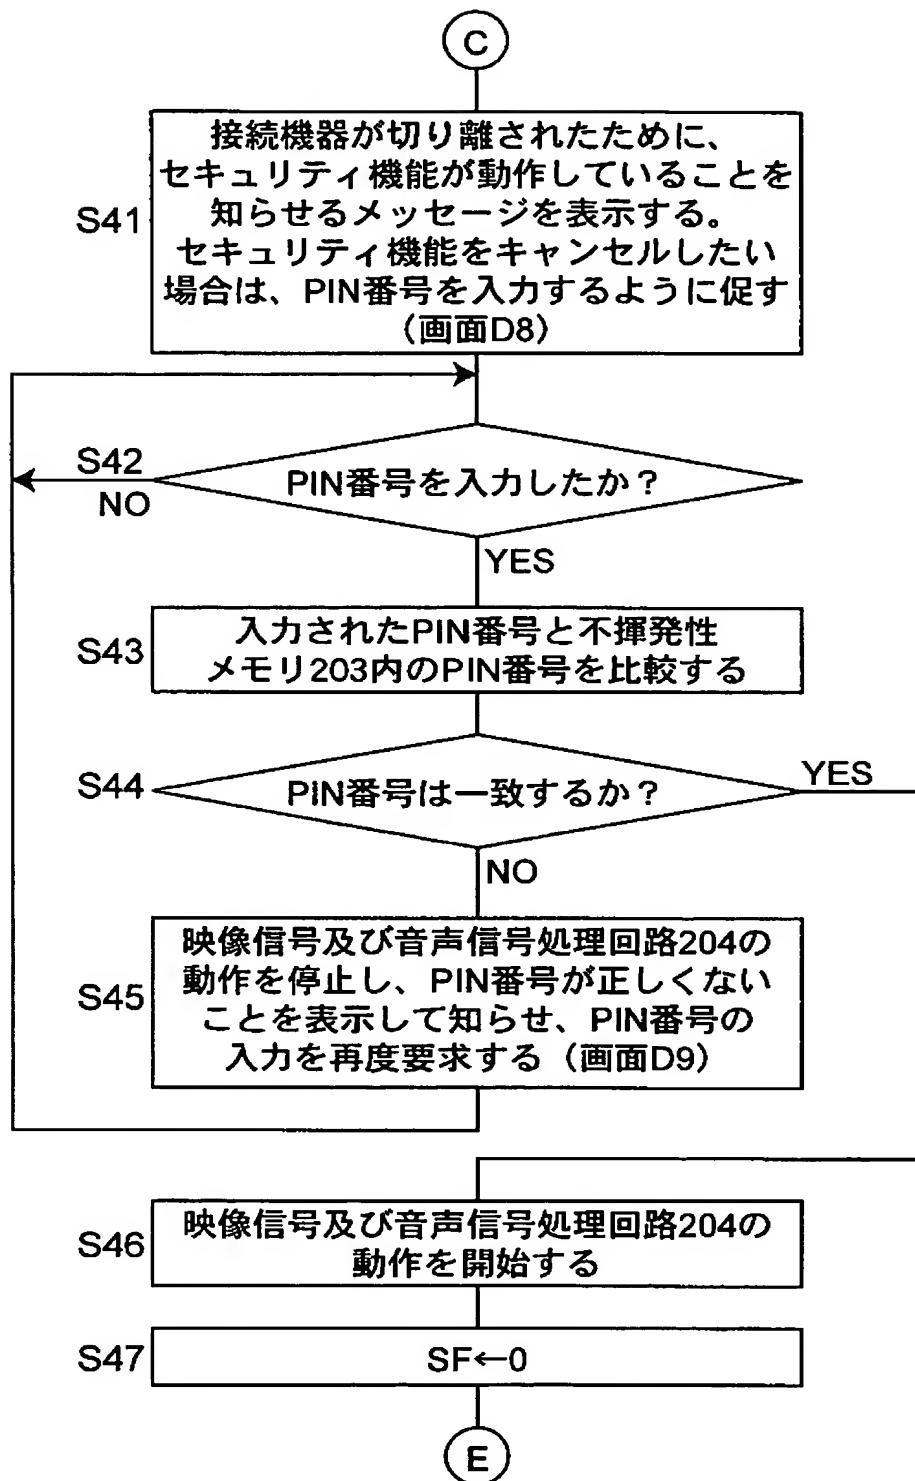 C
接続機器が切り離されたために、
セキュリティ機能が動作していることを
知らせるメッセージを表示する。
セキュリティ機能をキャンセルしたい
場合は、PIN番号を入力するように促す
（画面D8）
S41
S42
NO
PIN番号を入力したか？
YES
S43
入力されたPIN番号と不揮発性
メモリ203内のPIN番号を比較する
S44
PIN番号は一致するか？
YES
NO
S45
映像信号及び音声信号処理回路204の
動作を停止し、PIN番号が正しくない
ことを表示して知らせ、PIN番号の
入力を再度要求する（画面D9）
S46
映像信号及び音声信号処理回路204の
動作を開始する
S47
SF←0
E